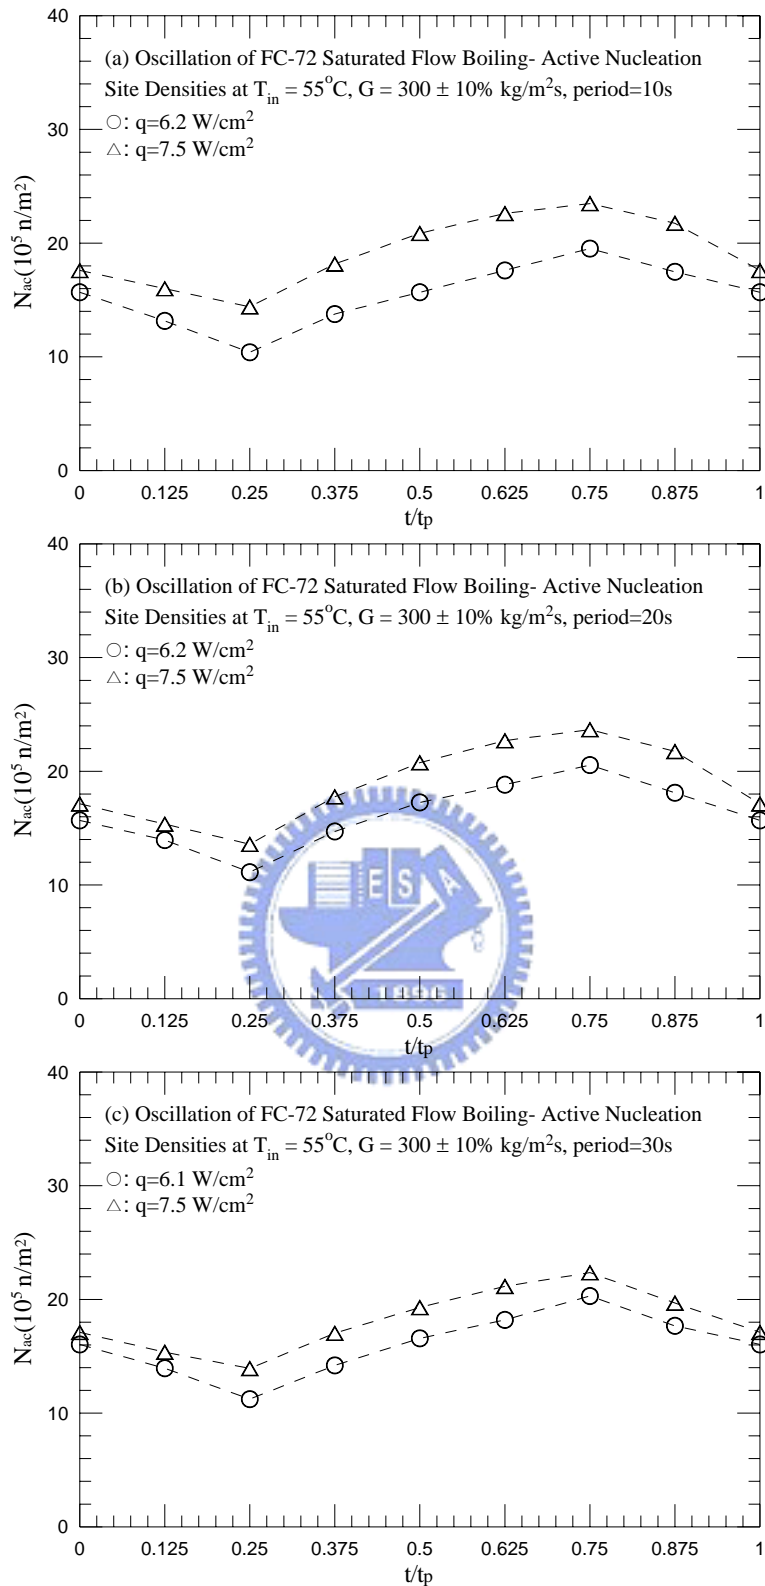 40
30
20
10
0
Nac(10⁵ n/m²)
(a) Oscillation of FC-72 Saturated Flow Boiling- Active Nucleation
Site Densities at T_in = 55°C, G = 300 ± 10% kg/m²s, period=10s
○: q=6.2 W/cm²
△: q=7.5 W/cm²
0 0.125 0.25 0.375 0.5 0.625 0.75 0.875 1
t/tp
40
30
20
10
0
Nac(10⁵ n/m²)
(b) Oscillation of FC-72 Saturated Flow Boiling- Active Nucleation
Site Densities at T_in = 55°C, G = 300 ± 10% kg/m²s, period=20s
○: q=6.2 W/cm²
△: q=7.5 W/cm²
E S A
1896
0 0.125 0.25 0.375 0.5 0.625 0.75 0.875 1
t/tp
40
30
20
10
0
Nac(10⁵ n/m²)
(c) Oscillation of FC-72 Saturated Flow Boiling- Active Nucleation
Site Densities at T_in = 55°C, G = 300 ± 10% kg/m²s, period=30s
○: q=6.1 W/cm²
△: q=7.5 W/cm²
0 0.125 0.25 0.375 0.5 0.625 0.75 0.875 1
t/tp